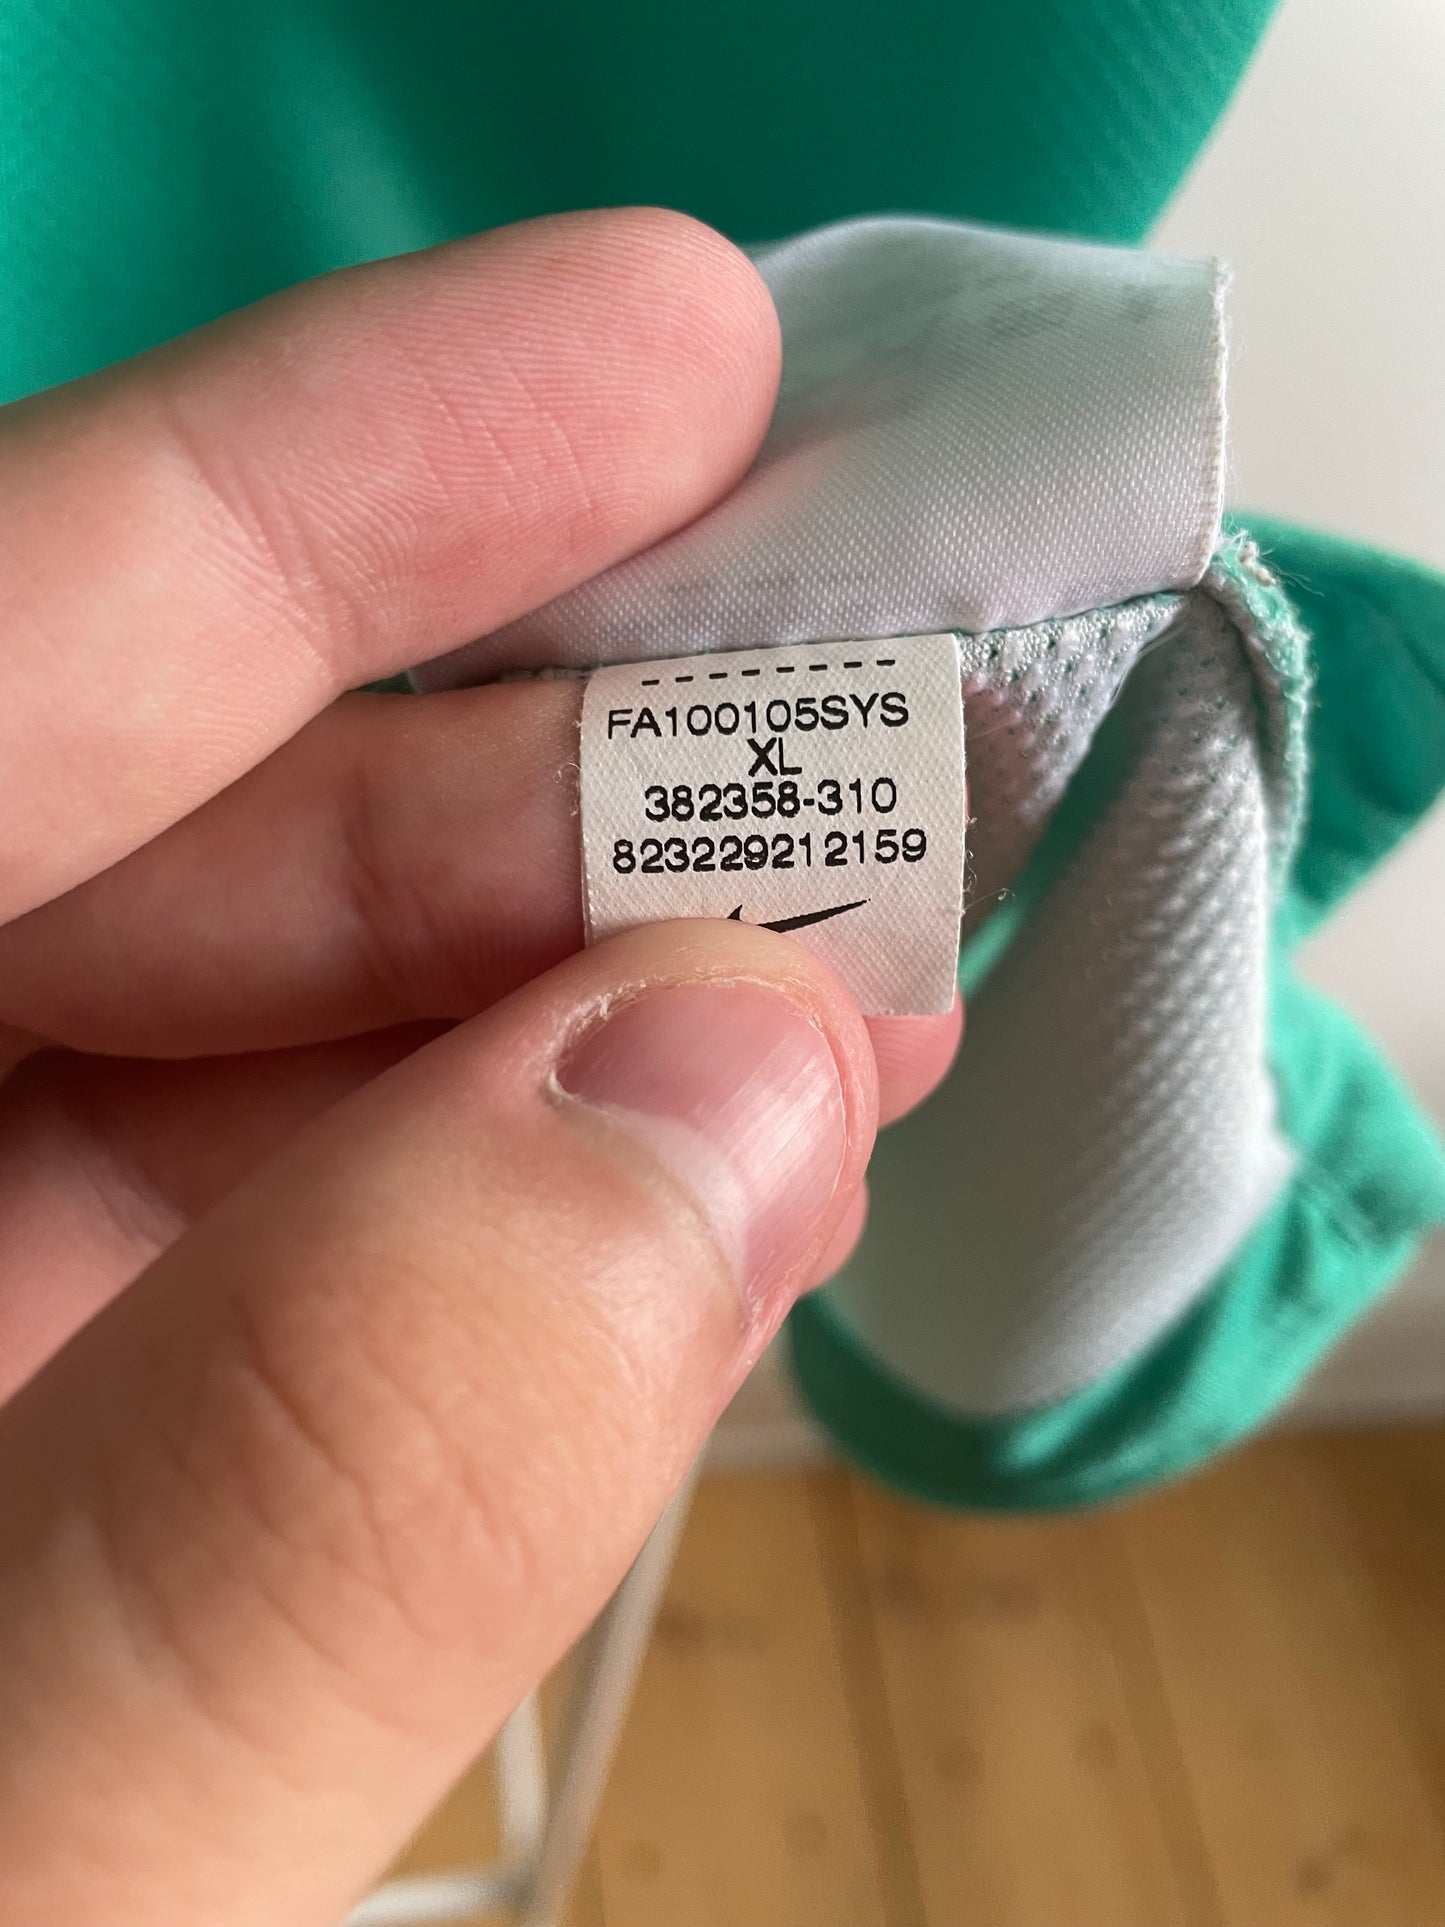 --------
FA100105SYS
XL
382358-310
823229212159